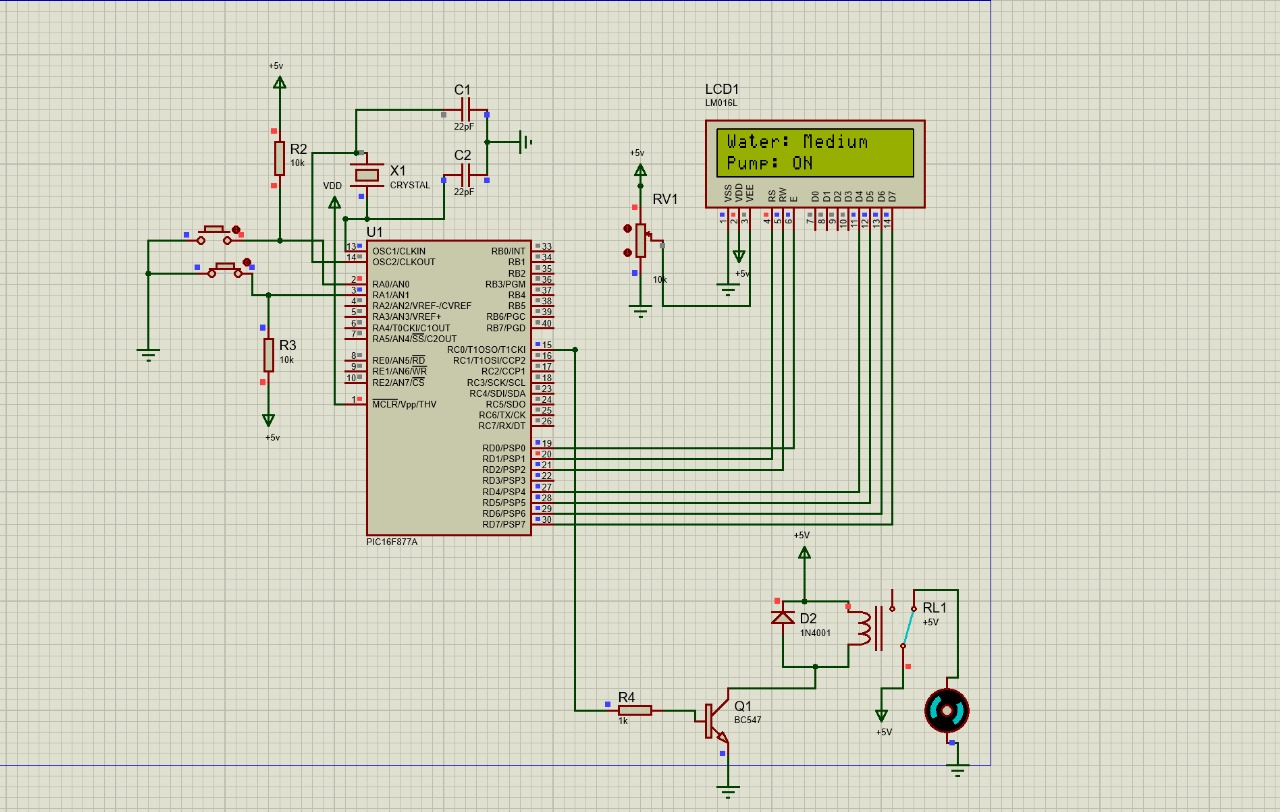 +5v
R2
10k
C1
22pF
C2
22pF
X1
CRYSTAL
VDD
+5v
RV1
10k
LCD1
LM016L
Water: Medium
Pump: ON
VSS
VDD
VEE
RS
RW
E
D0
D1
D2
D3
D4
D5
D6
D7
1
2
3
4
5
6
7
8
9
10
11
12
13
14
+5v
U1
13 OSC1/CLKIN
14 OSC2/CLKOUT
2 RA0/AN0
3 RA1/AN1
4 RA2/AN2/VREF-/CVREF
5 RA3/AN3/VREF+
6 RA4/T0CKI/C1OUT
7 RA5/AN4/SS/C2OUT
8 RE0/AN5/RD
9 RE1/AN6/WR
10 RE2/AN7/CS
1 MCLR/Vpp/THV
RB0/INT 33
RB1 34
RB2 35
RB3/PGM 36
RB4 37
RB5 38
RB6/PGC 39
RB7/PGD 40
RC0/T1OSO/T1CKI 15
RC1/T1OSI/CCP2 16
RC2/CCP1 17
RC3/SCK/SCL 18
RC4/SDI/SDA 23
RC5/SDO 24
RC6/TX/CK 25
RC7/RX/DT 26
RD0/PSP0 19
RD1/PSP1 20
RD2/PSP2 21
RD3/PSP3 22
RD4/PSP4 27
RD5/PSP5 28
RD6/PSP6 29
RD7/PSP7 30
PIC16F877A
R3
10k
+5v
+5V
D2
1N4001
RL1
+5V
R4
1k
Q1
BC547
+5V